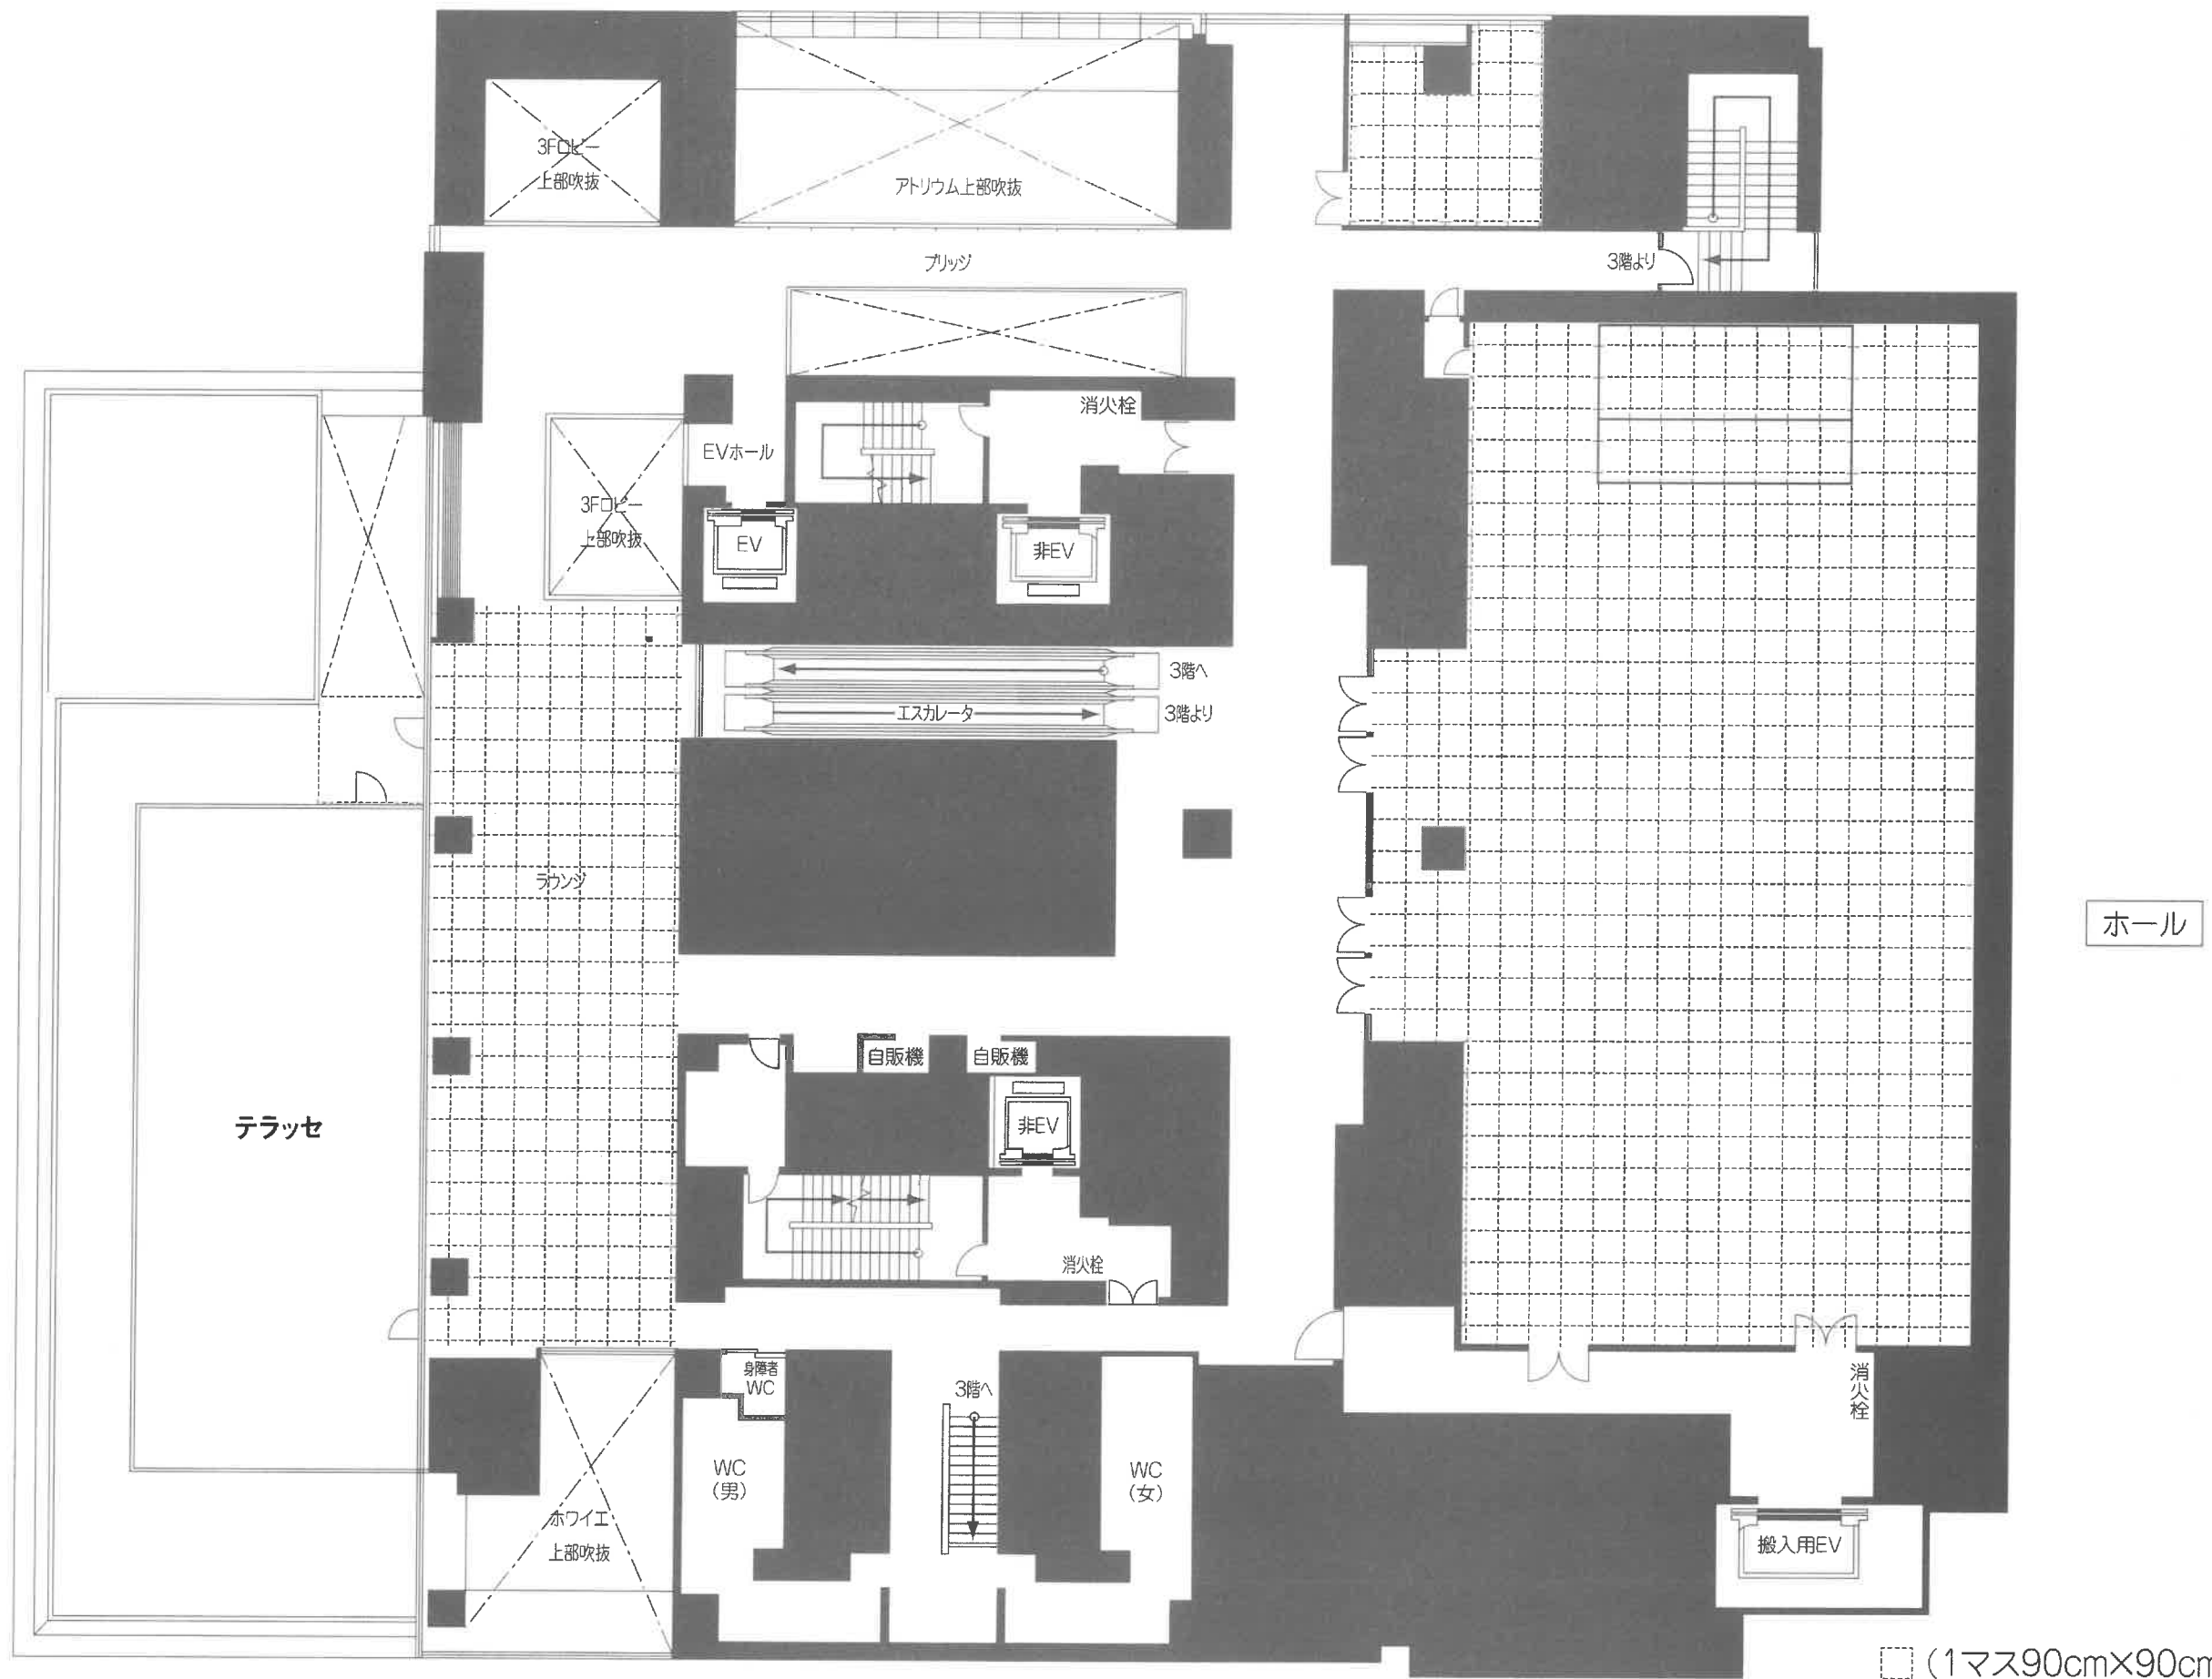 3Fロビー
上部吹抜
アトリウム上部吹抜
ブリッジ
3階より
消火栓
EVホール
3Fロビー
上部吹抜
EV
非EV
3階へ
エスカレータ
3階より
ラウンジ
ホール
自販機
自販機
テラッセ
非EV
消火栓
身障者
WC
3階へ
消火栓
WC
(男)
WC
(女)
ホワイエ
上部吹抜
搬入用EV
(1マス90cm×90cm